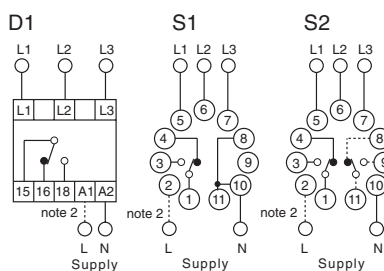 D1 S1 S2
L1 L2 L3 L1 L2 L3 L1 L2 L3
L1 L2 L3
5 6 7 5 6 7
4 8 4 8
3 9 3 9
2 10 2 10
1 11 1 11
15 16 18 A1 A2
note 2 note 2 note 2
L N L N L N
Supply Supply Supply